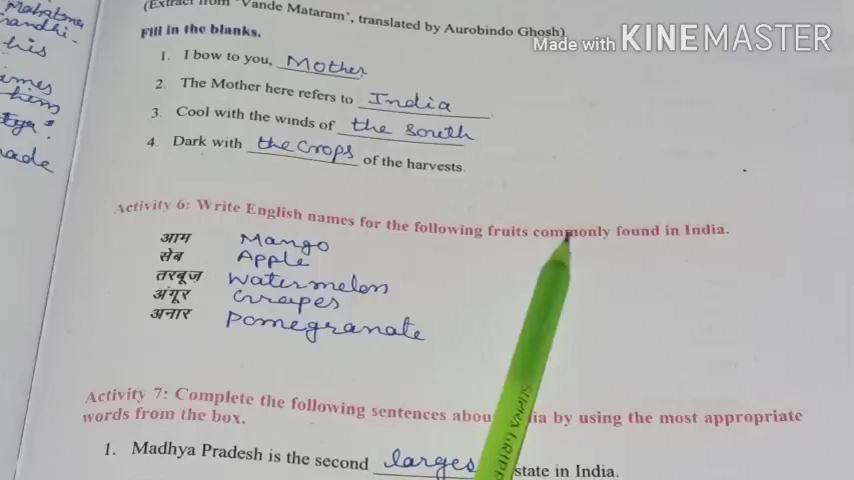 Mahatma
Gandhi-
his
(Extract from 'Vande Mataram', translated by Aurobindo Ghosh)
Made with KINEMASTER
Fill in the blanks.
1. I bow to you, Mother
2. The Mother here refers to India.
3. Cool with the winds of the south
4. Dark with the crops of the harvests.
Activity 6: Write English names for the following fruits commonly found in India.
आम Mango
सेब Apple
तरबूज़ Watermelon
अंगूर Grapes
अनार Pomegranate
Activity 7: Complete the following sentences by using the most appropriate
words from the box.
1. Madhya Pradesh is the second state in India.